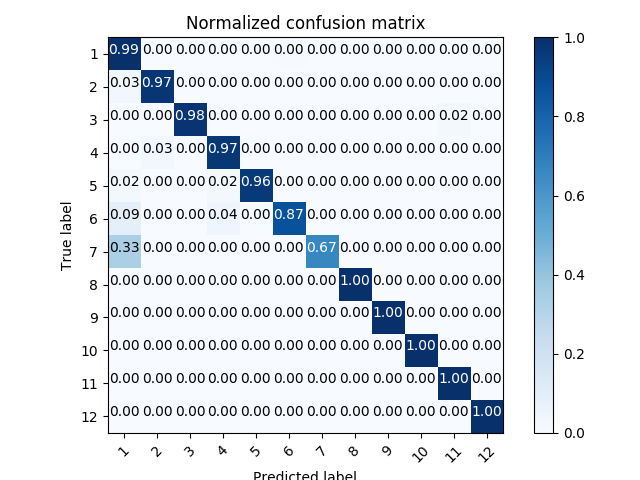 Normalized confusion matrix
1 0.99 0.00 0.00 0.00 0.00 0.00 0.00 0.00 0.00 0.00 0.00 0.00
2 0.03 0.97 0.00 0.00 0.00 0.00 0.00 0.00 0.00 0.00 0.00 0.00
3 0.00 0.00 0.98 0.00 0.00 0.00 0.00 0.00 0.00 0.00 0.02 0.00
4 0.00 0.03 0.00 0.97 0.00 0.00 0.00 0.00 0.00 0.00 0.00 0.00
5 0.02 0.00 0.00 0.02 0.96 0.00 0.00 0.00 0.00 0.00 0.00 0.00
6 0.09 0.00 0.00 0.04 0.00 0.87 0.00 0.00 0.00 0.00 0.00 0.00
7 0.33 0.00 0.00 0.00 0.00 0.00 0.67 0.00 0.00 0.00 0.00 0.00
8 0.00 0.00 0.00 0.00 0.00 0.00 0.00 1.00 0.00 0.00 0.00 0.00
9 0.00 0.00 0.00 0.00 0.00 0.00 0.00 0.00 1.00 0.00 0.00 0.00
10 0.00 0.00 0.00 0.00 0.00 0.00 0.00 0.00 0.00 1.00 0.00 0.00
11 0.00 0.00 0.00 0.00 0.00 0.00 0.00 0.00 0.00 0.00 1.00 0.00
12 0.00 0.00 0.00 0.00 0.00 0.00 0.00 0.00 0.00 0.00 0.00 1.00
1 2 3 4 5 6 7 8 9 10 11 12
True label
Predicted label
1.0
0.8
0.6
0.4
0.2
0.0